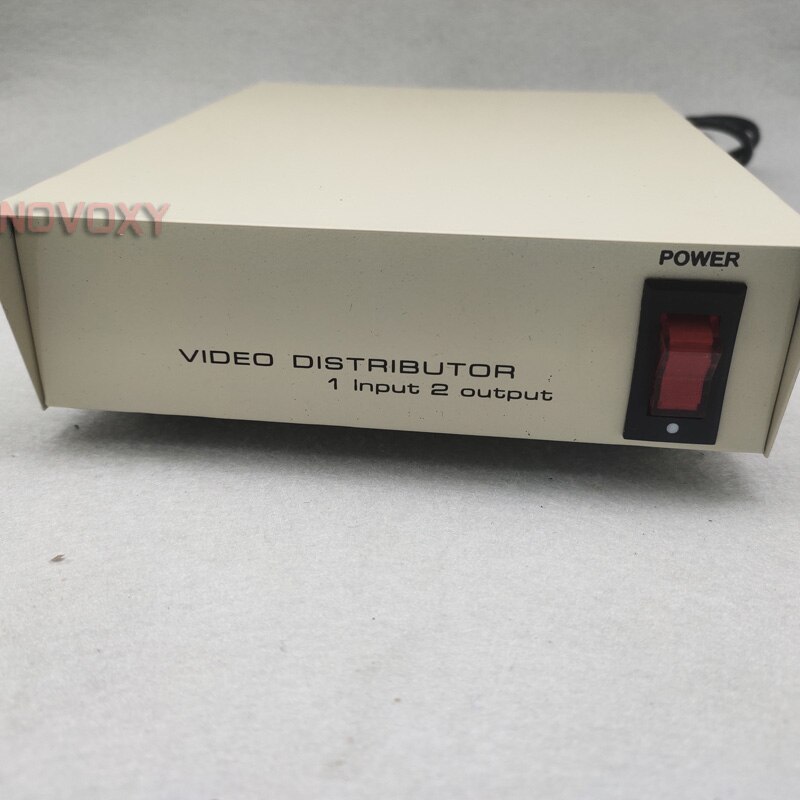 NOVOXY
POWER
VIDEO DISTRIBUTOR
1 Input 2 output